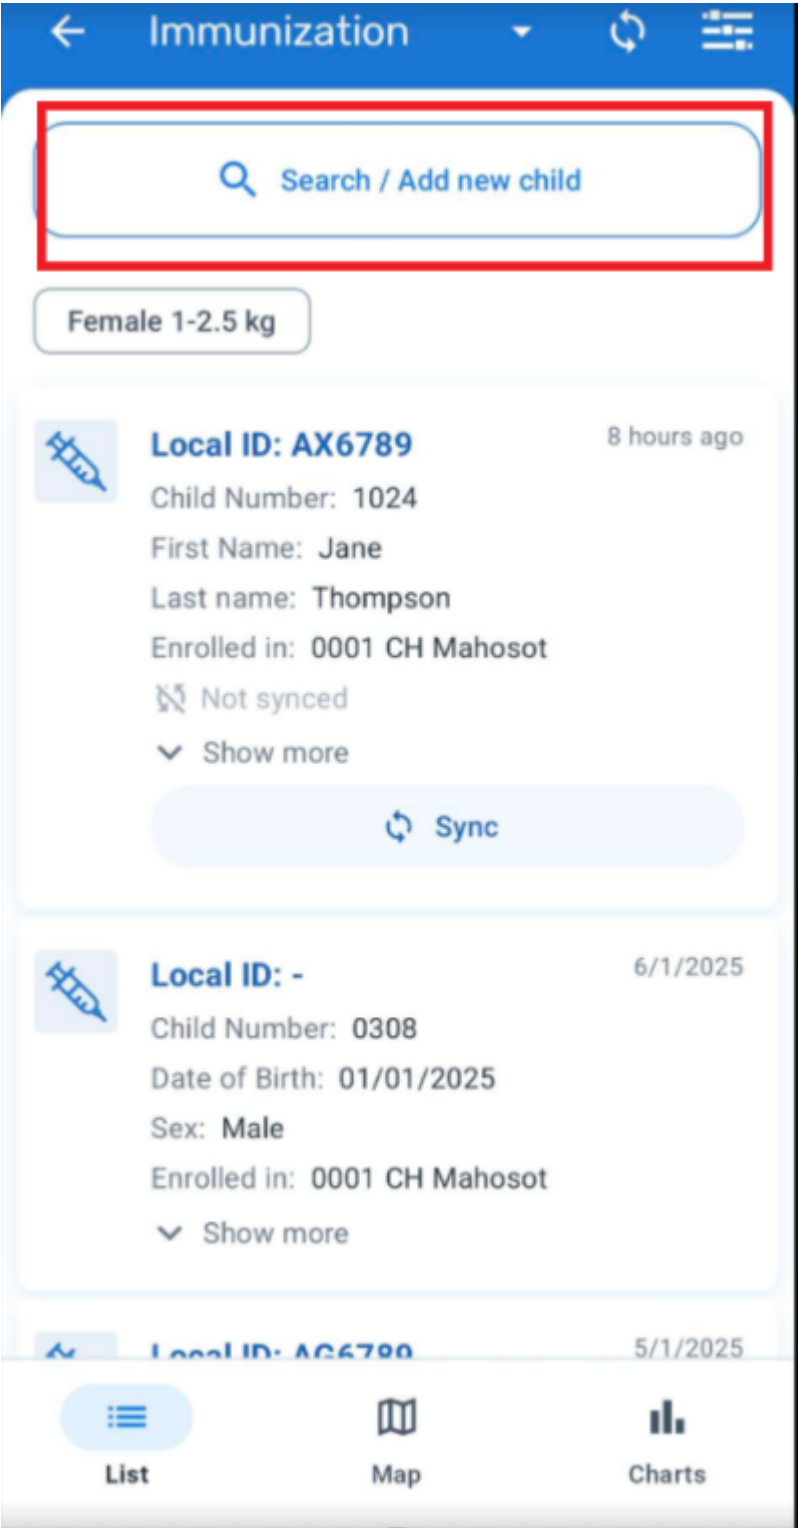 Immunization
Search / Add new child
Female 1-2.5 kg
Local ID: AX6789
8 hours ago
Child Number: 1024
First Name: Jane
Last name: Thompson
Enrolled in: 0001 CH Mahosot
Not synced
Show more
Sync
Local ID: -
6/1/2025
Child Number: 0308
Date of Birth: 01/01/2025
Sex: Male
Enrolled in: 0001 CH Mahosot
Show more
Local ID: AG6789
5/1/2025
List
Map
Charts